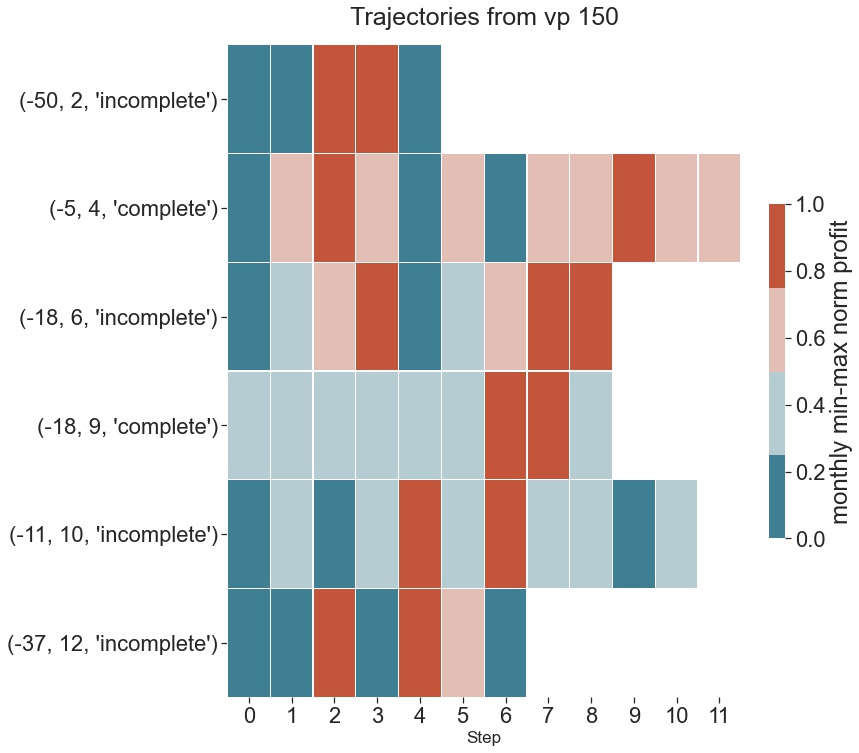 Trajectories from vp 150
(-50, 2, 'incomplete')
(-5, 4, 'complete')
(-18, 6, 'incomplete')
(-18, 9, 'complete')
(-11, 10, 'incomplete')
(-37, 12, 'incomplete')
0 1 2 3 4 5 6 7 8 9 10 11
Step
1.0
0.8
0.6
0.4
0.2
0.0
monthly min-max norm profit